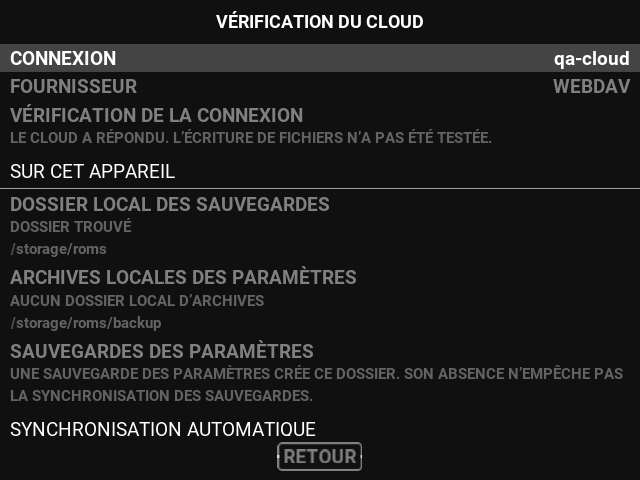 VÉRIFICATION DU CLOUD
CONNEXION qa-cloud
FOURNISSEUR WEBDAV
VÉRIFICATION DE LA CONNEXION
LE CLOUD A RÉPONDU. L’ÉCRITURE DE FICHIERS N’A PAS ÉTÉ TESTÉE.
SUR CET APPAREIL
DOSSIER LOCAL DES SAUVEGARDES
DOSSIER TROUVÉ
/storage/roms
ARCHIVES LOCALES DES PARAMÈTRES
AUCUN DOSSIER LOCAL D’ARCHIVES
/storage/roms/backup
SAUVEGARDES DES PARAMÈTRES
UNE SAUVEGARDE DES PARAMÈTRES CRÉE CE DOSSIER. SON ABSENCE N’EMPÊCHE PAS
LA SYNCHRONISATION DES SAUVEGARDES.
SYNCHRONISATION AUTOMATIQUE
RETOUR